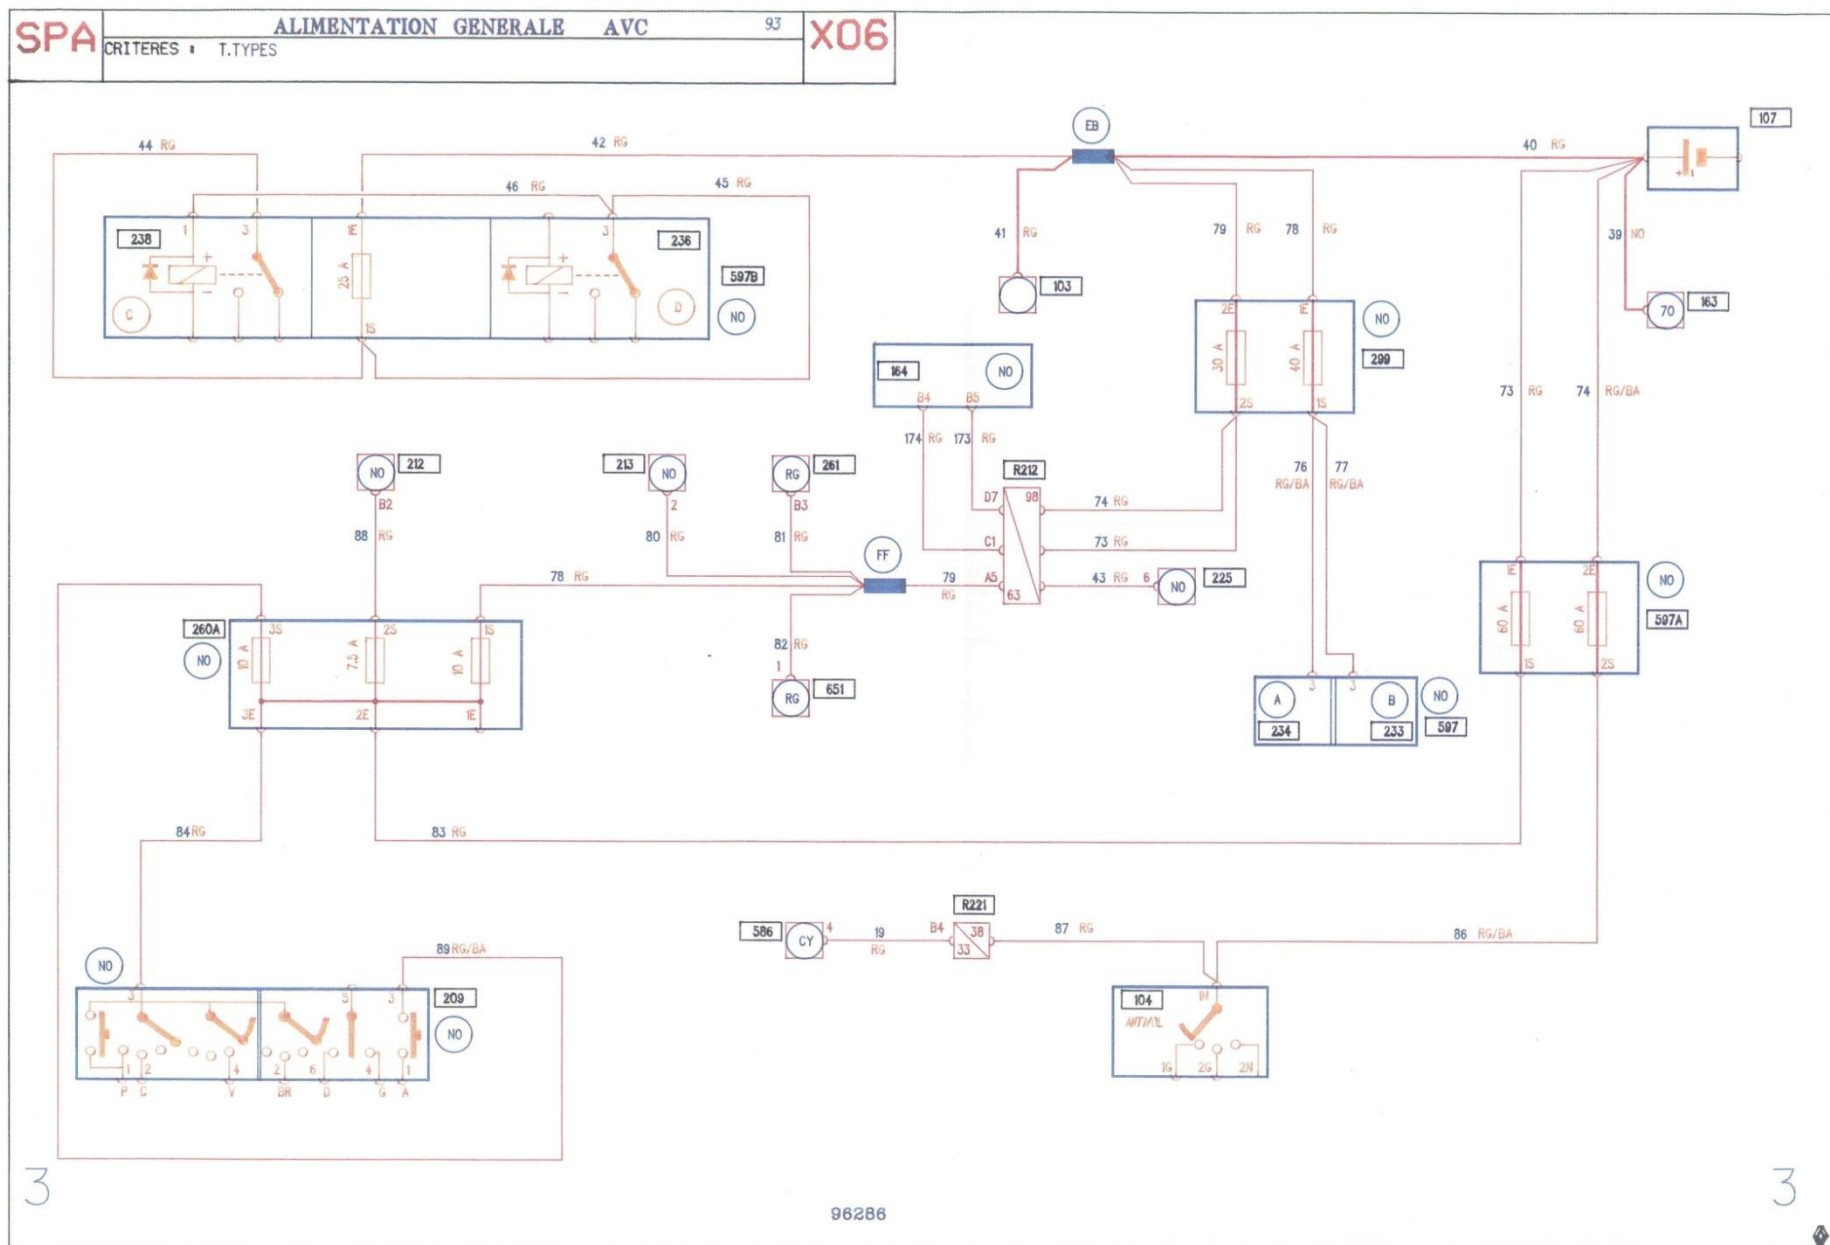 SPA
ALIMENTATION GENERALE AVC 93
CRITERES : T.TYPES
X06
107
EB
44 RG
42 RG
40 RG
46 RG
45 RG
41 RG
79 RG
78 RG
39 NO
238
1
3
1E
3
236
597B
+
-
25 A
+
-
C
D
NO
1S
103
70
163
2E
1E
NO
30 A
40 A
299
2S
1S
164
NO
B4
B5
73 RG
74 RG/BA
174 RG
173 RG
NO
212
213
NO
RG
261
R212
76
RG/BA
77
RG/BA
B2
2
B3
D7
98
74 RG
88 RG
80 RG
81 RG
C1
73 RG
FF
78 RG
79
RG
A5
63
43 RG
6
NO
225
1E
2E
NO
60 A
60 A
597A
1S
2S
260A
NO
3S
2S
1S
10 A
7.5 A
10 A
3E
2E
1E
82 RG
1
RG
651
3
3
A
B
NO
234
233
597
84 RG
83 RG
586
CY
4
19
RG
B4
R221
38
33
87 RG
86 RG/BA
89 RG/BA
NO
3
5
3
209
NO
1
2
4
2
6
4
1
P
C
V
BR
D
G
A
104
1N
ANTIVOL
1G
2G
2N
3
3
96286